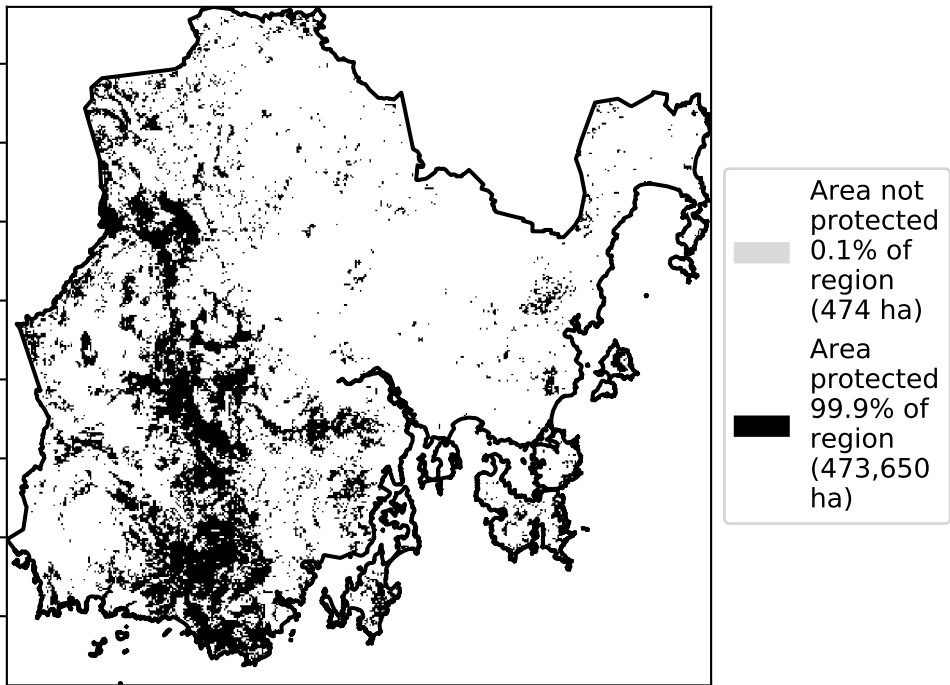 Area not
protected
0.1% of
region
(474 ha)
Area
protected
99.9% of
region
(473,650
ha)